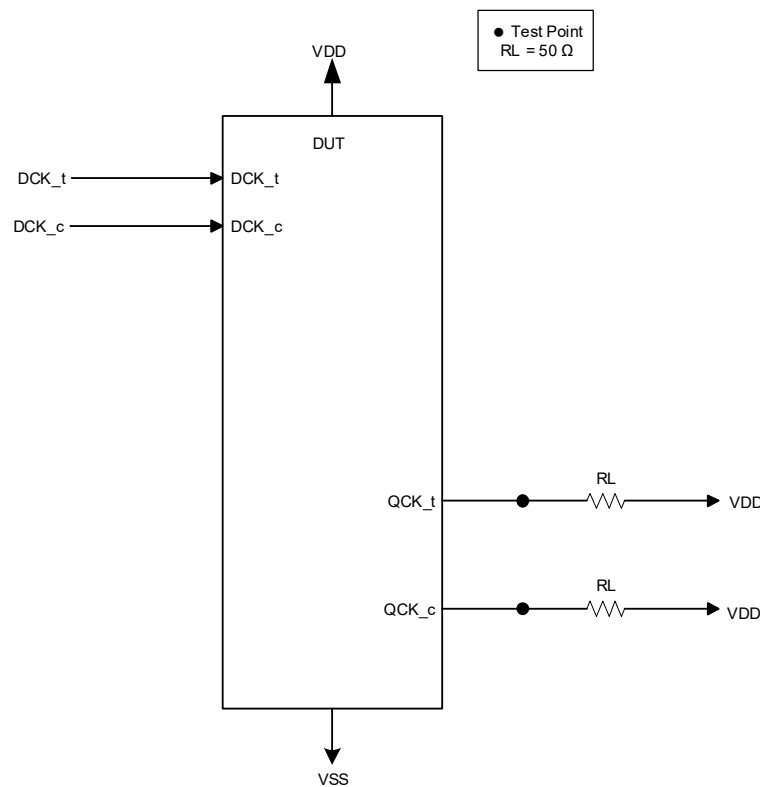 Test Point
RL = 50 Ω
VDD
DUT
DCK_t
DCK_t
DCK_c
DCK_c
RL
QCK_t
VDD
RL
QCK_c
VDD
VSS